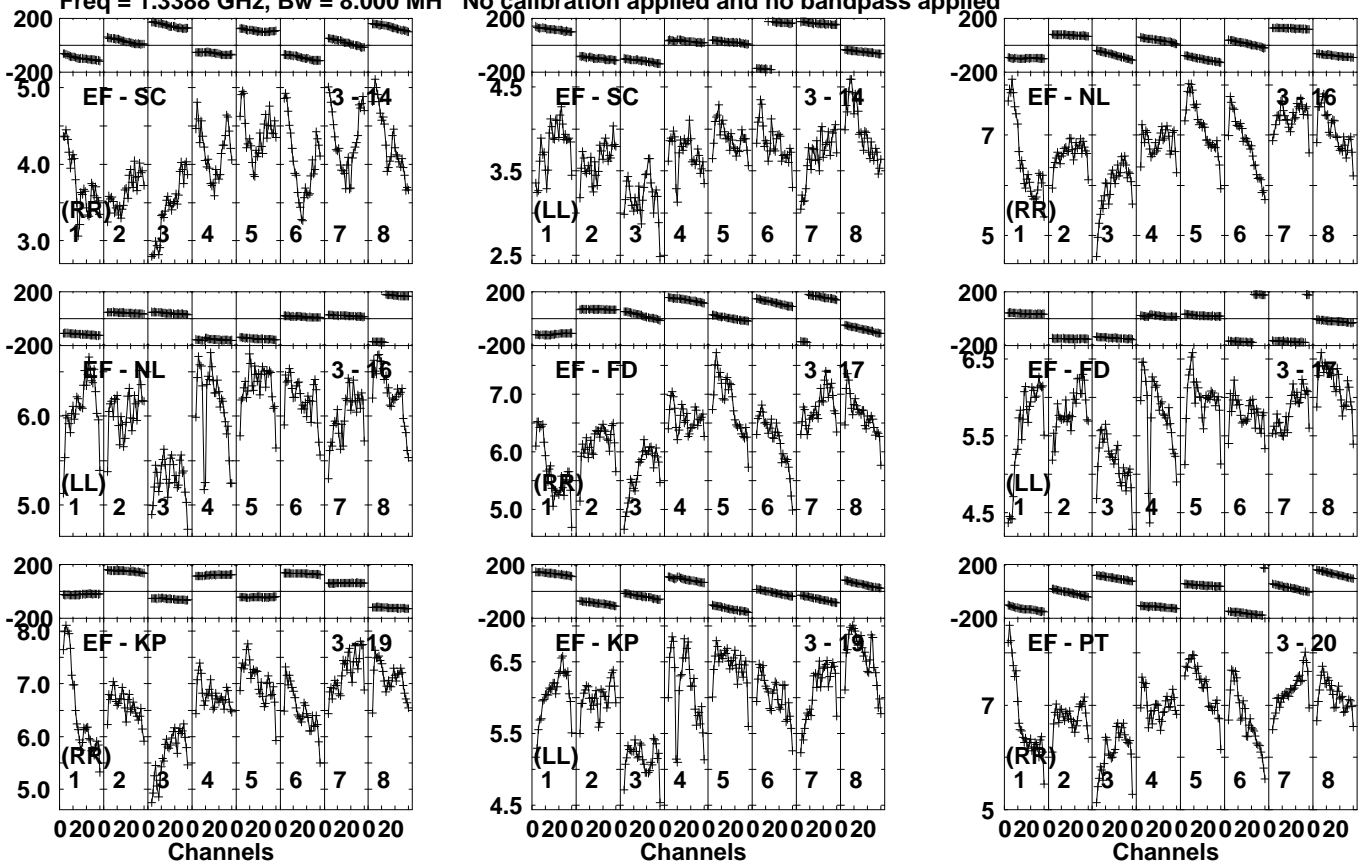 Freq = 1.3388 GHz, Bw = 8.000 MH No calibration applied and no bandpass applied
200 200 200
-200 -200 -200
5.0 EF - SC 3 - 14 4.5 EF - SC 3 - 14 EF - NL 3 - 16
7
4.0 3.5
(RR) (LL) (RR)
1 2 3 4 5 6 7 8 1 2 3 4 5 6 7 8 1 2 3 4 5 6 7 8
3.0 2.5 5
200 200 200
-200 -200 -200
EF - NL 3 - 16 EF - FD 3 - 17 6.5 EF - FD 3 - 17
7.0
6.0 6.0 5.5
(LL) (RR) (LL)
5.0 1 2 3 4 5 6 7 8 5.0 1 2 3 4 5 6 7 8 4.5 1 2 3 4 5 6 7 8
200 200 200
-200 -200 -200
8.0 EF - KP 3 - 19 EF - KP 3 - 19 EF - PT 3 - 20
7.0 6.5 7
6.0 5.5
(RR) (LL) (RR)
5.0 1 2 3 4 5 6 7 8 4.5 1 2 3 4 5 6 7 8 5 1 2 3 4 5 6 7 8
0 20 0 20 0 20 0 20 0 20 0 20 0 20 0 20 0 20 0 20 0 20 0 20 0 20 0 20 0 20 0 20 0 20 0 20 0 20 0 20 0 20 0 20 0 20 0 20
Channels Channels Channels